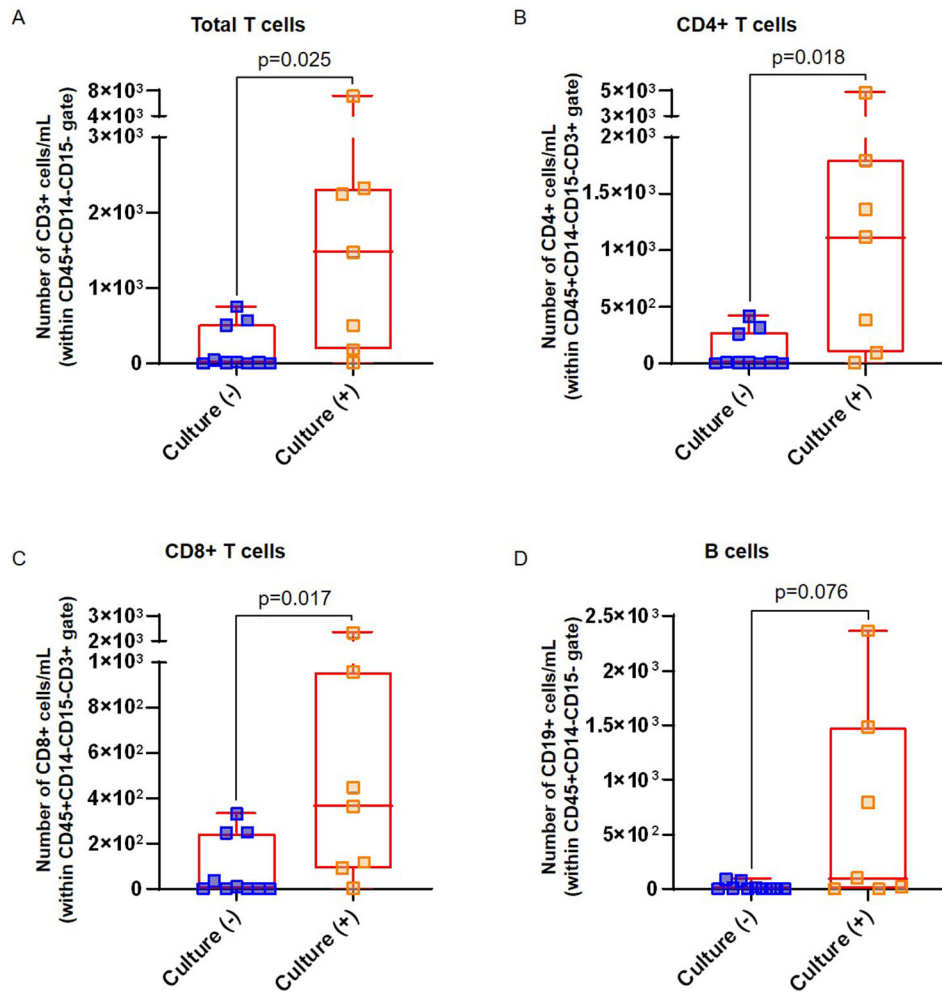 A
Total T cells
p=0.025
Number of CD3+ cells/mL
(within CD45+CD14-CD15- gate)
8×10³
4×10³
3×10³
2×10³
1×10³
0
Culture (-)
Culture (+)
B
CD4+ T cells
p=0.018
Number of CD4+ cells/mL
(within CD45+CD14-CD15-CD3+ gate)
5×10³
3×10³
2×10³
1.5×10³
1×10³
5×10²
0
Culture (-)
Culture (+)
C
CD8+ T cells
p=0.017
Number of CD8+ cells/mL
(within CD45+CD14-CD15-CD3+ gate)
3×10³
2×10³
1×10³
8×10²
6×10²
4×10²
2×10²
0
Culture (-)
Culture (+)
D
B cells
p=0.076
Number of CD19+ cells/mL
(within CD45+CD14-CD15- gate)
2.5×10³
2×10³
1.5×10³
1×10³
5×10²
0
Culture (-)
Culture (+)